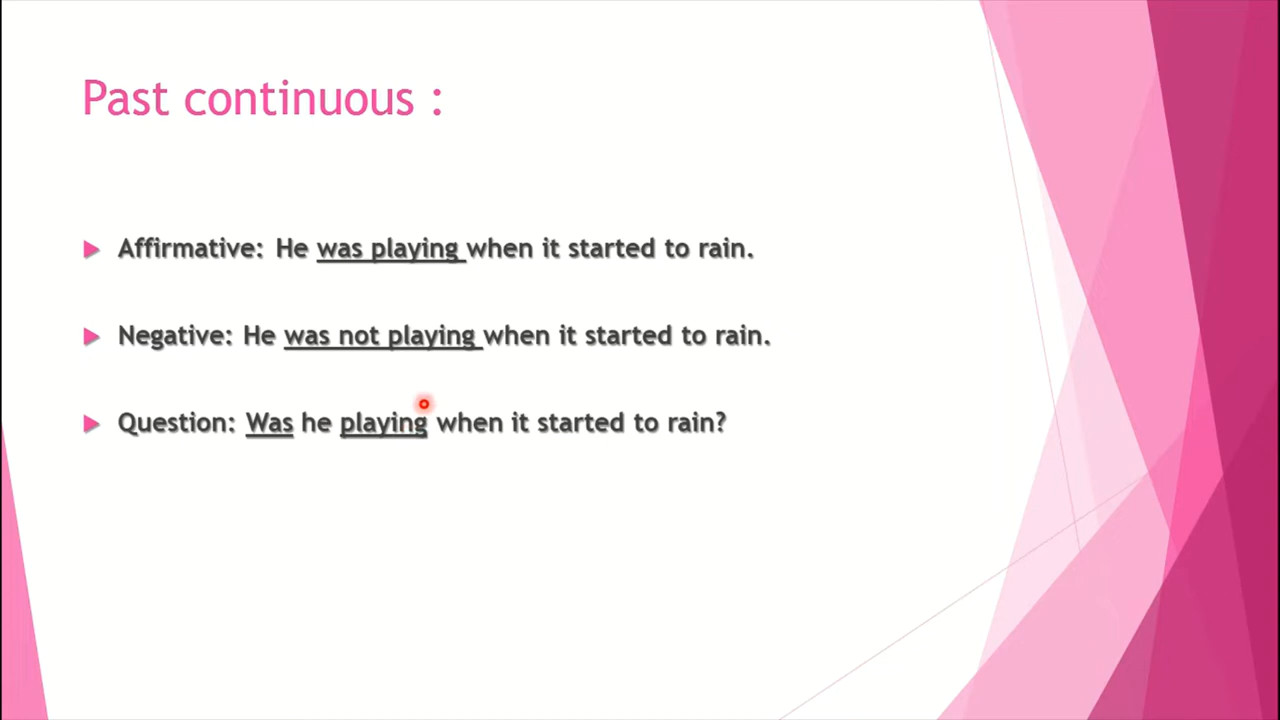 Past continuous :
Affirmative: He was playing when it started to rain.
Negative: He was not playing when it started to rain.
Question: Was he playing when it started to rain?